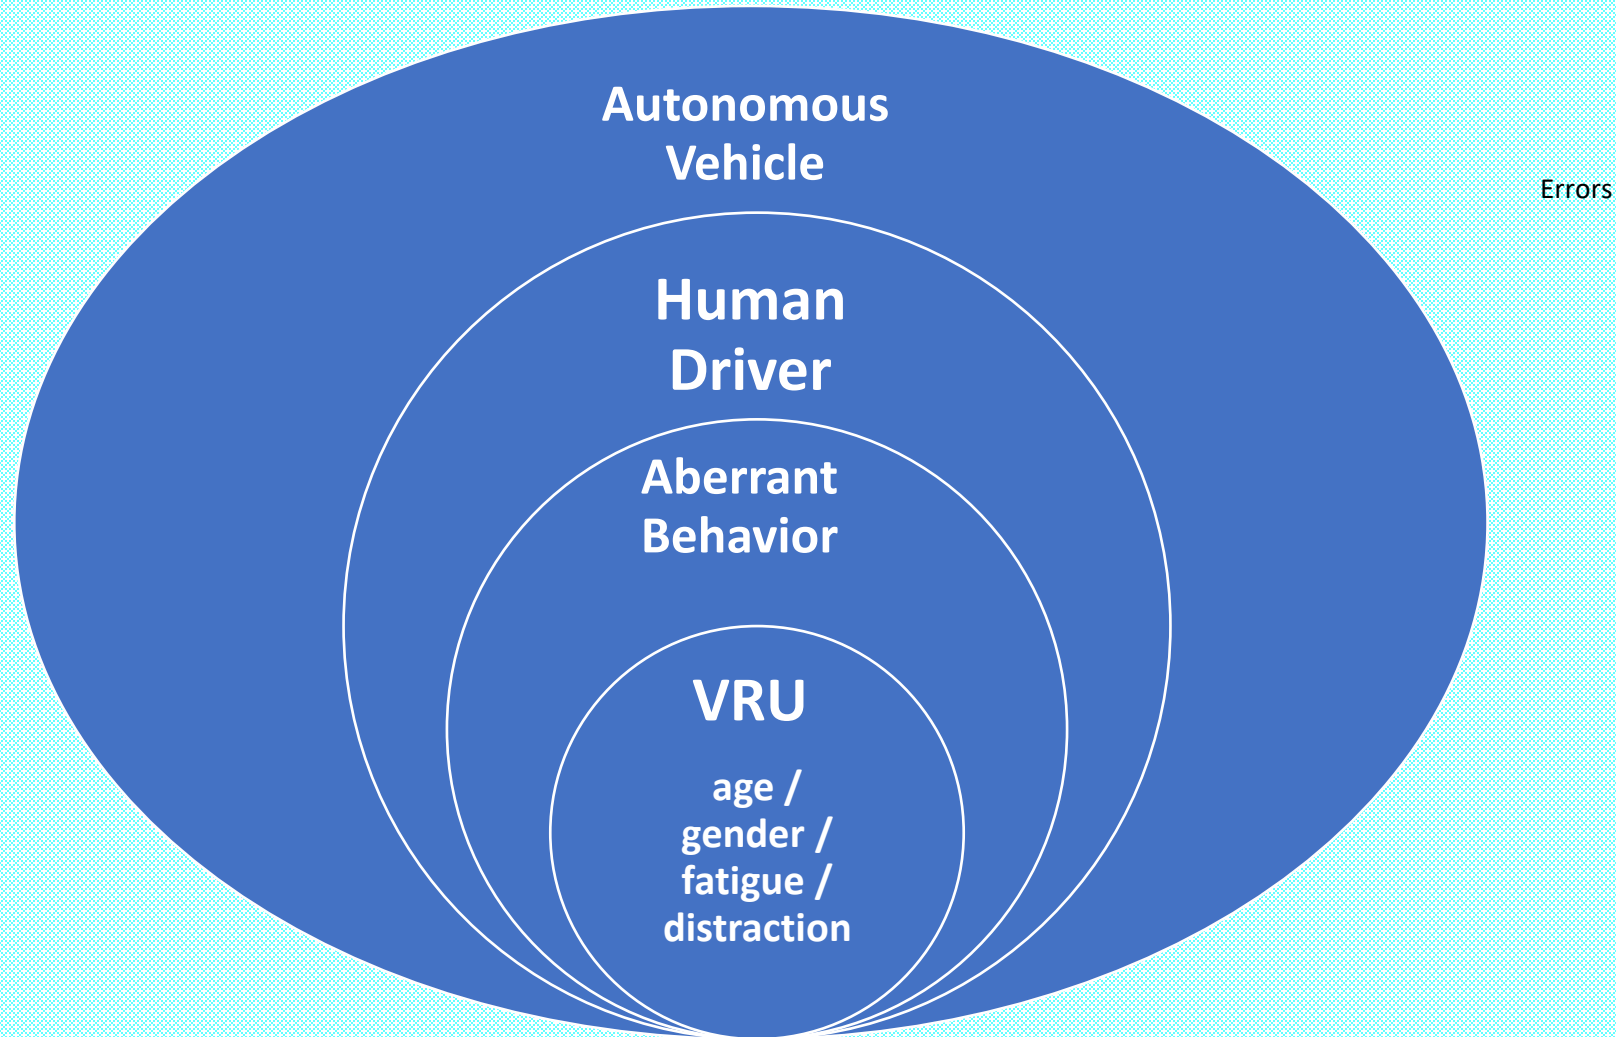 Autonomous
Vehicle
Errors
Human
Driver
Aberrant
Behavior
VRU
age /
gender /
fatigue /
distraction